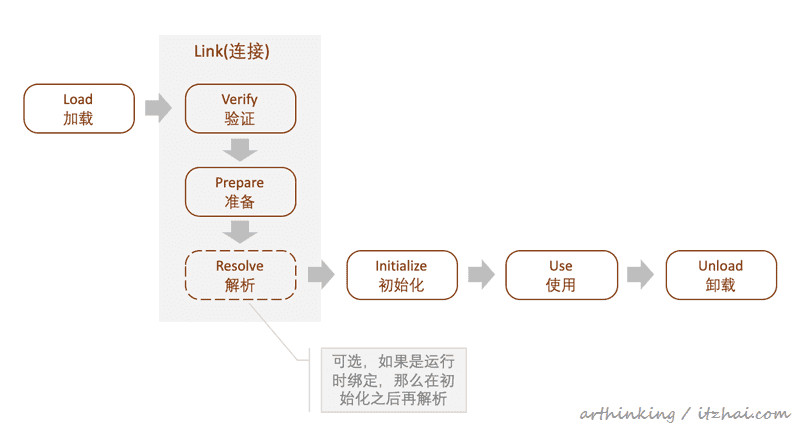 Link(连接)
Load
加载
Verify
验证
Prepare
准备
Resolve
解析
Initialize
初始化
Use
使用
Unload
卸载
可选，如果是运行
时绑定，那么在初
始化之后再解析
arthinking / itzhai.com